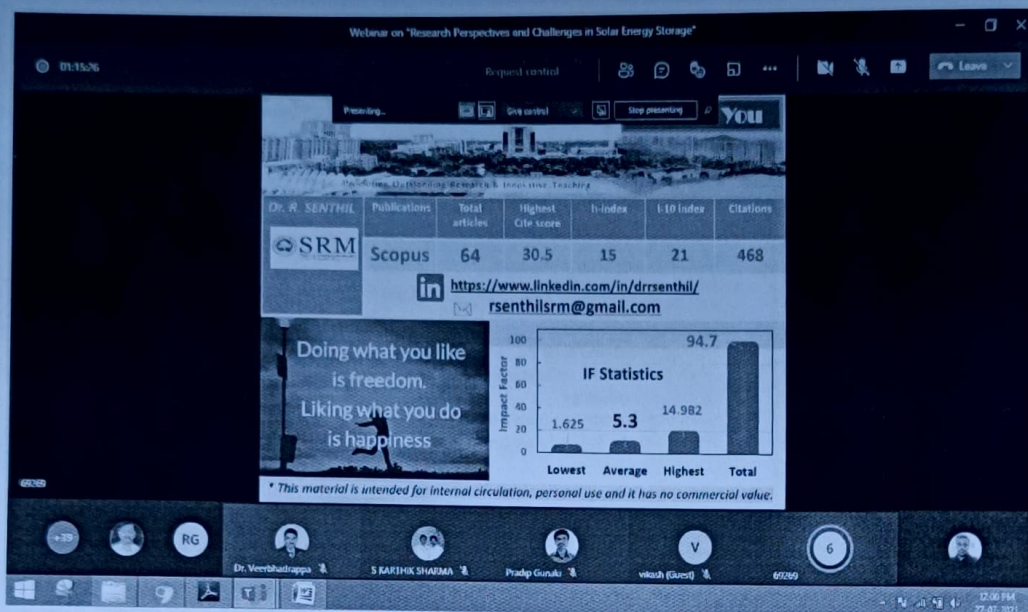 Webinar on "Research Perspectives and Challenges in Solar Energy Storage"
01:15:26
Request control
Leave
Presenting...
Give control
Stop presenting
You
Outstanding Research & Innovative Teaching
Dr. R. SENTHIL
Publications
Total articles
Highest Cite score
h-index
I-10 index
Citations
SRM
Scopus
64
30.5
15
21
468
in
https://www.linkedin.com/in/drrsenthil/
rsenthilsrm@gmail.com
Doing what you like
is freedom.
Liking what you do
is happiness
Impact Factor
100
80
60
40
20
0
IF Statistics
1.625
5.3
14.982
94.7
Lowest
Average
Highest
Total
* This material is intended for internal circulation, personal use and it has no commercial value.
69269
+39
RG
Dr. Veerbhadrappa
S KARTHIK SHARMA
Pradip Gunaki
V
vikash (Guest)
6
69269
12:06 PM